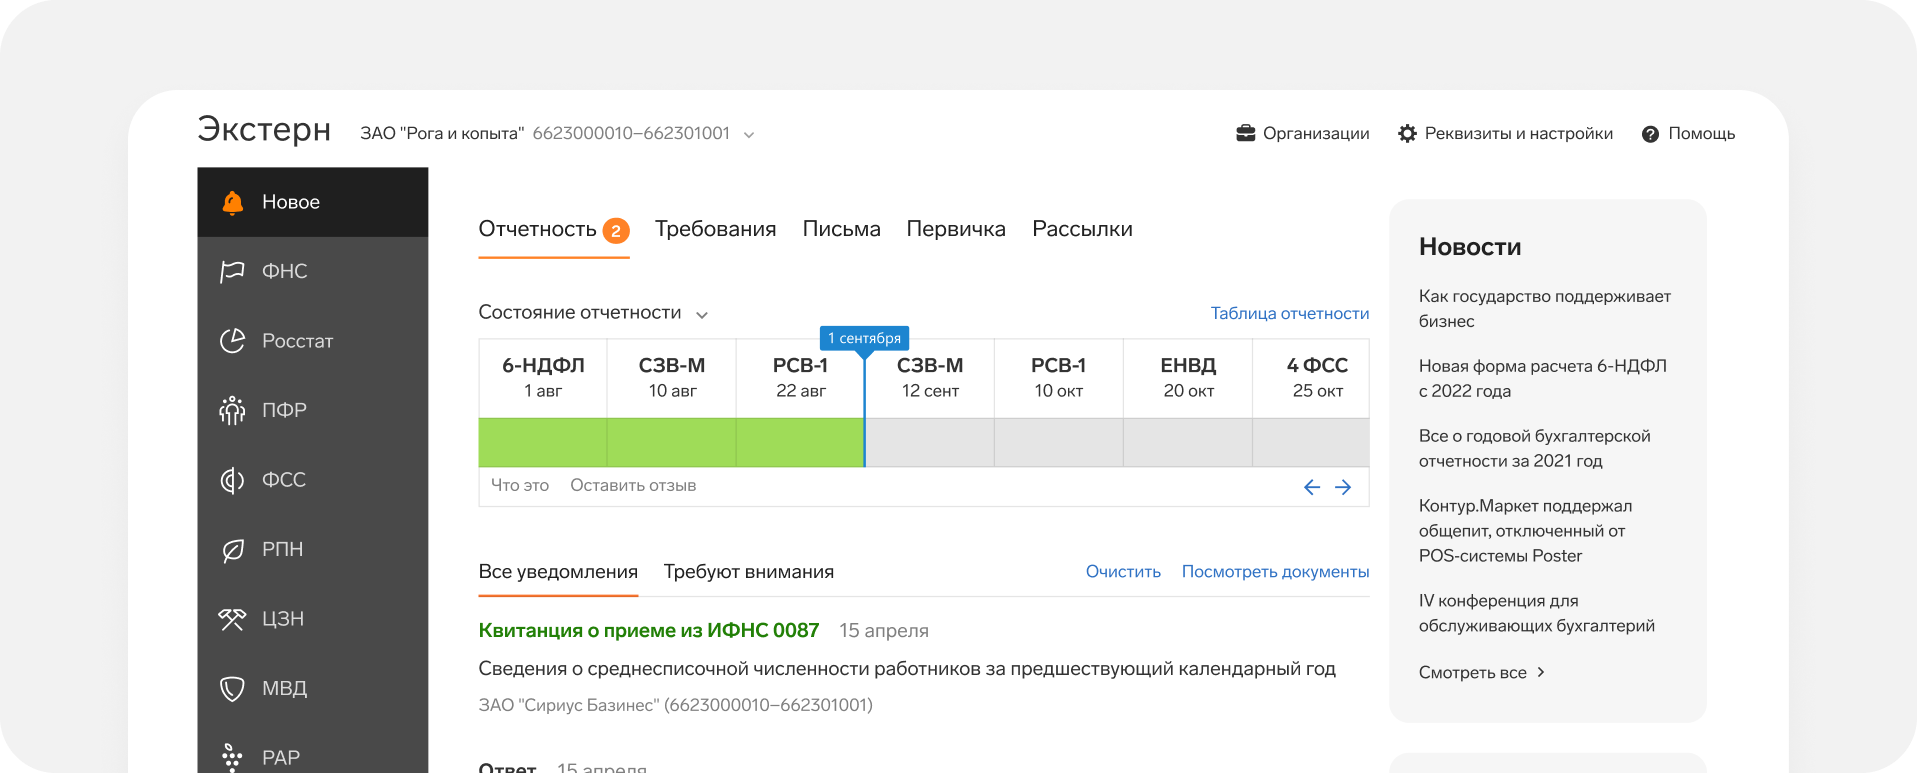 Экстерн
ЗАО "Рога и копыта" 6623000010–662301001
Организации
Реквизиты и настройки
Помощь
Новое
ФНС
Росстат
ПФР
ФСС
РПН
ЦЗН
МВД
РАР
Отчетность 2
Требования
Письма
Первичка
Рассылки
Состояние отчетности
Таблица отчетности
1 сентября
6-НДФЛ
1 авг
СЗВ-М
10 авг
РСВ-1
22 авг
СЗВ-М
12 сент
РСВ-1
10 окт
ЕНВД
20 окт
4 ФСС
25 окт
Что это
Оставить отзыв
Все уведомления
Требуют внимания
Очистить
Посмотреть документы
Квитанция о приеме из ИФНС 0087 15 апреля
Сведения о среднесписочной численности работников за предшествующий календарный год
ЗАО "Сириус Базинес" (6623000010–662301001)
Ответ 15 апреля
Новости
Как государство поддерживает
бизнес
Новая форма расчета 6-НДФЛ
с 2022 года
Все о годовой бухгалтерской
отчетности за 2021 год
Контур.Маркет поддержал
общепит, отключенный от
POS-системы Poster
IV конференция для
обслуживающих бухгалтерий
Смотреть все